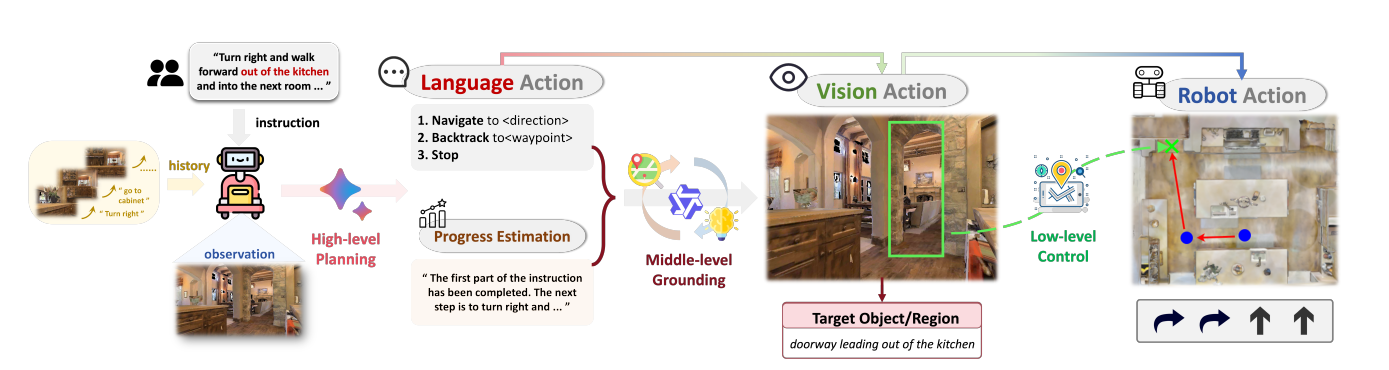 “Turn right and walk
forward out of the kitchen
and into the next room ... ”
instruction
history
......
“ go to
cabinet ”
“ Turn right ”
observation
High-level
Planning
Language Action
1. Navigate to <direction>
2. Backtrack to<waypoint>
3. Stop
Progress Estimation
“ The first part of the instruction
has been completed. The next
step is to turn right and ... ”
Middle-level
Grounding
Vision Action
Target Object/Region
doorway leading out of the kitchen
Low-level
Control
Robot Action